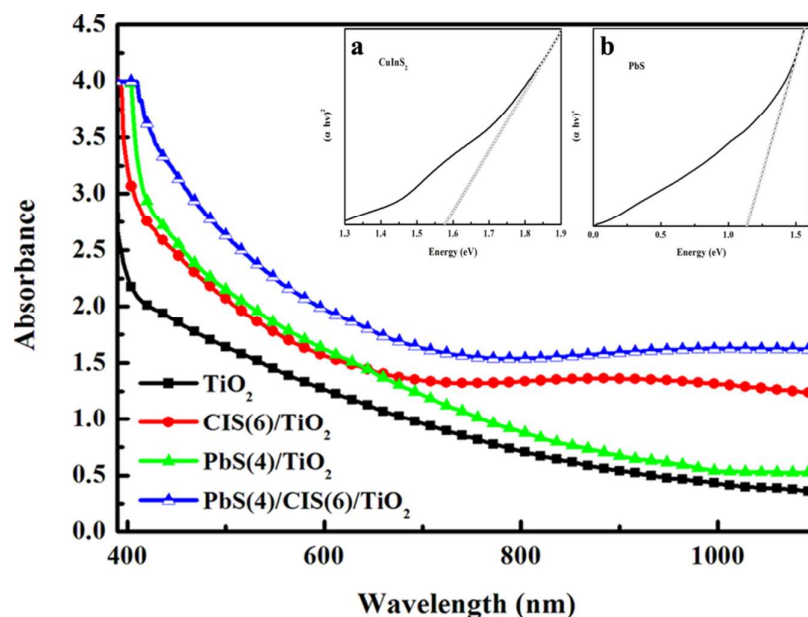 4.5
4.0
3.5
3.0
2.5
2.0
1.5
1.0
0.5
0.0
Absorbance
400 600 800 1000
Wavelength (nm)
TiO₂
CIS(6)/TiO₂
PbS(4)/TiO₂
PbS(4)/CIS(6)/TiO₂
a
CuInS₂
(α hν)²
1.3 1.4 1.5 1.6 1.7 1.8 1.9
Energy (eV)
b
PbS
0.0 0.5 1.0 1.5
Energy (eV)